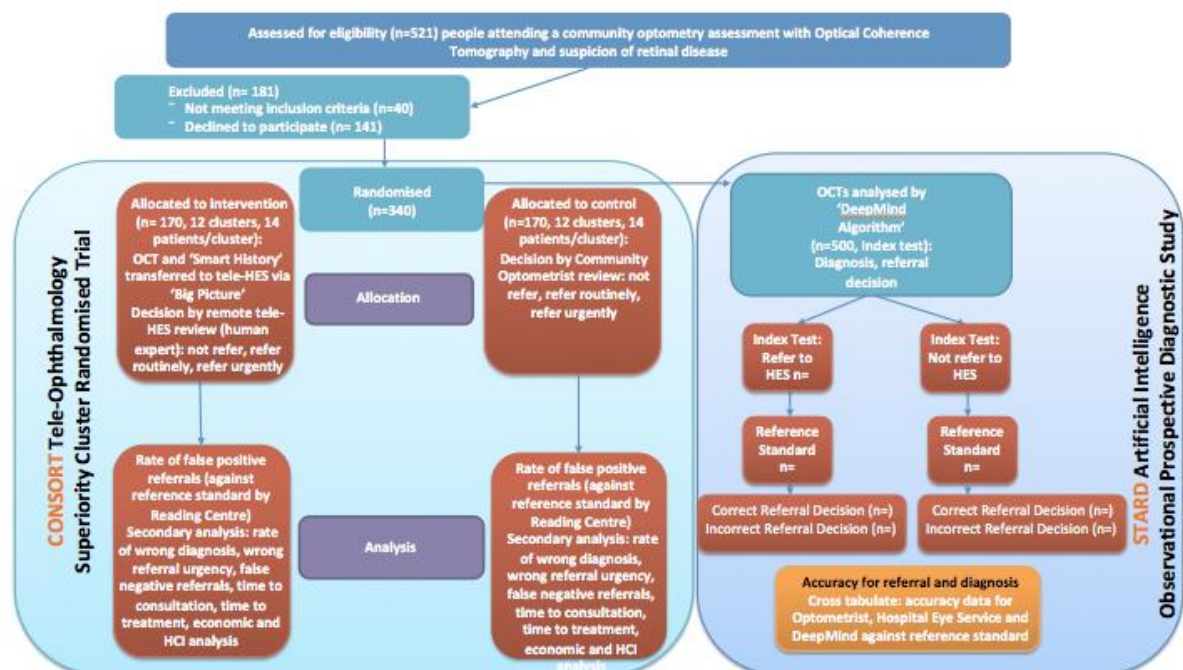 Assessed for eligibility (n=521) people attending a community optometry assessment with Optical Coherence
Tomography and suspicion of retinal disease
Excluded (n= 181)
- Not meeting inclusion criteria (n=40)
- Declined to participate (n= 141)
CONSORT Tele-Ophthalmology
Superiority Cluster Randomised Trial
Allocated to intervention
(n= 170, 12 clusters, 14
patients/cluster):
OCT and ‘Smart History’
transferred to tele-HES via
‘Big Picture’
Decision by remote tele-
HES review (human
expert): not refer, refer
routinely, refer urgently
Randomised
(n=340)
Allocation
Allocated to control
(n=170, 12 clusters, 14
patients/cluster):
Decision by Community
Optometrist review: not
refer, refer routinely,
refer urgently
Rate of false positive
referrals (against
reference standard by
Reading Centre)
Secondary analysis: rate
of wrong diagnosis, wrong
referral urgency, false
negative referrals, time to
consultation, time to
treatment, economic and
HCI analysis
Analysis
Rate of false positive
referrals (against
reference standard by
Reading Centre)
Secondary analysis: rate
of wrong diagnosis,
wrong referral urgency,
false negative referrals,
time to consultation,
time to treatment,
economic and HCI
analysis
OCTs analysed by
‘DeepMind
Algorithm’
(n=500, Index test):
Diagnosis, referral
decision
Index Test:
Refer to
HES n=
Index Test:
Not refer to
HES
Reference
Standard
n=
Reference
Standard
n=
Correct Referral Decision (n=)
Incorrect Referral Decision (n=)
Correct Referral Decision (n=)
Incorrect Referral Decision (n=)
Accuracy for referral and diagnosis
Cross tabulate: accuracy data for
Optometrist, Hospital Eye Service and
DeepMind against reference standard
STARD Artificial Intelligence
Observational Prospective Diagnostic Study